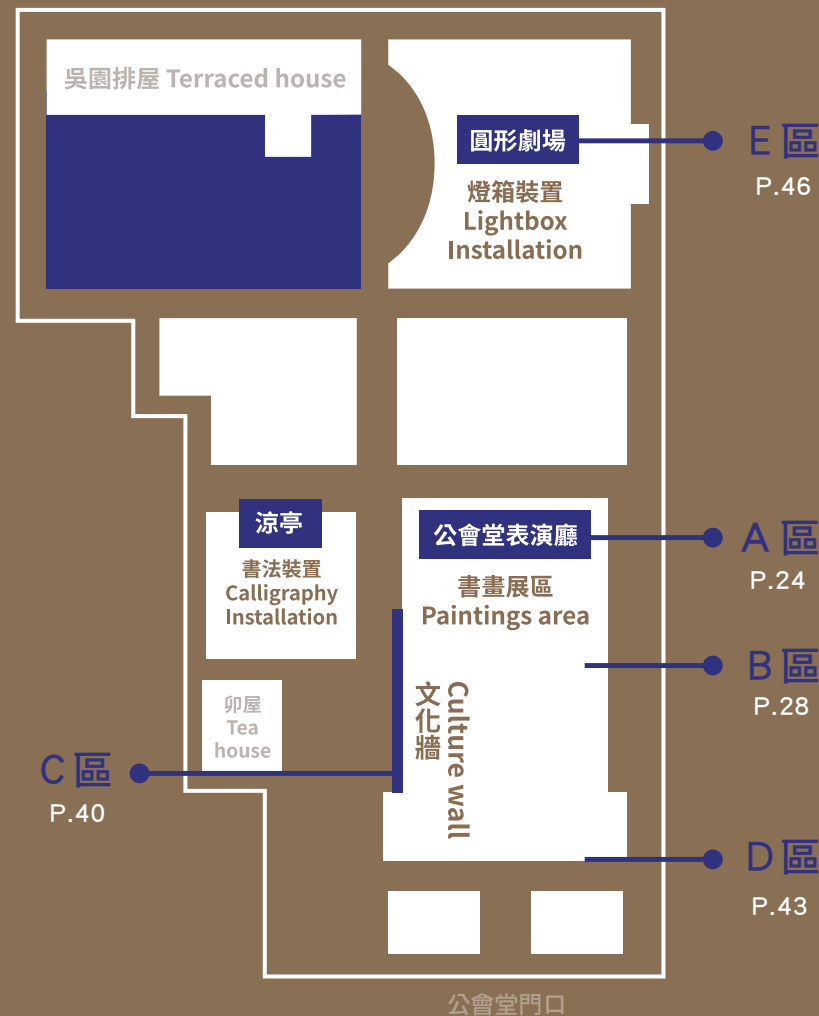 吳園排屋 Terraced house
圓形劇場
燈箱裝置
Lightbox
Installation
E 區
P.46
涼亭
書法裝置
Calligraphy
Installation
公會堂表演廳
書畫展區
Paintings area
A 區
P.24
B 區
P.28
卯屋
Tea
house
文化牆
Culture wall
C 區
P.40
D 區
P.43
公會堂門口